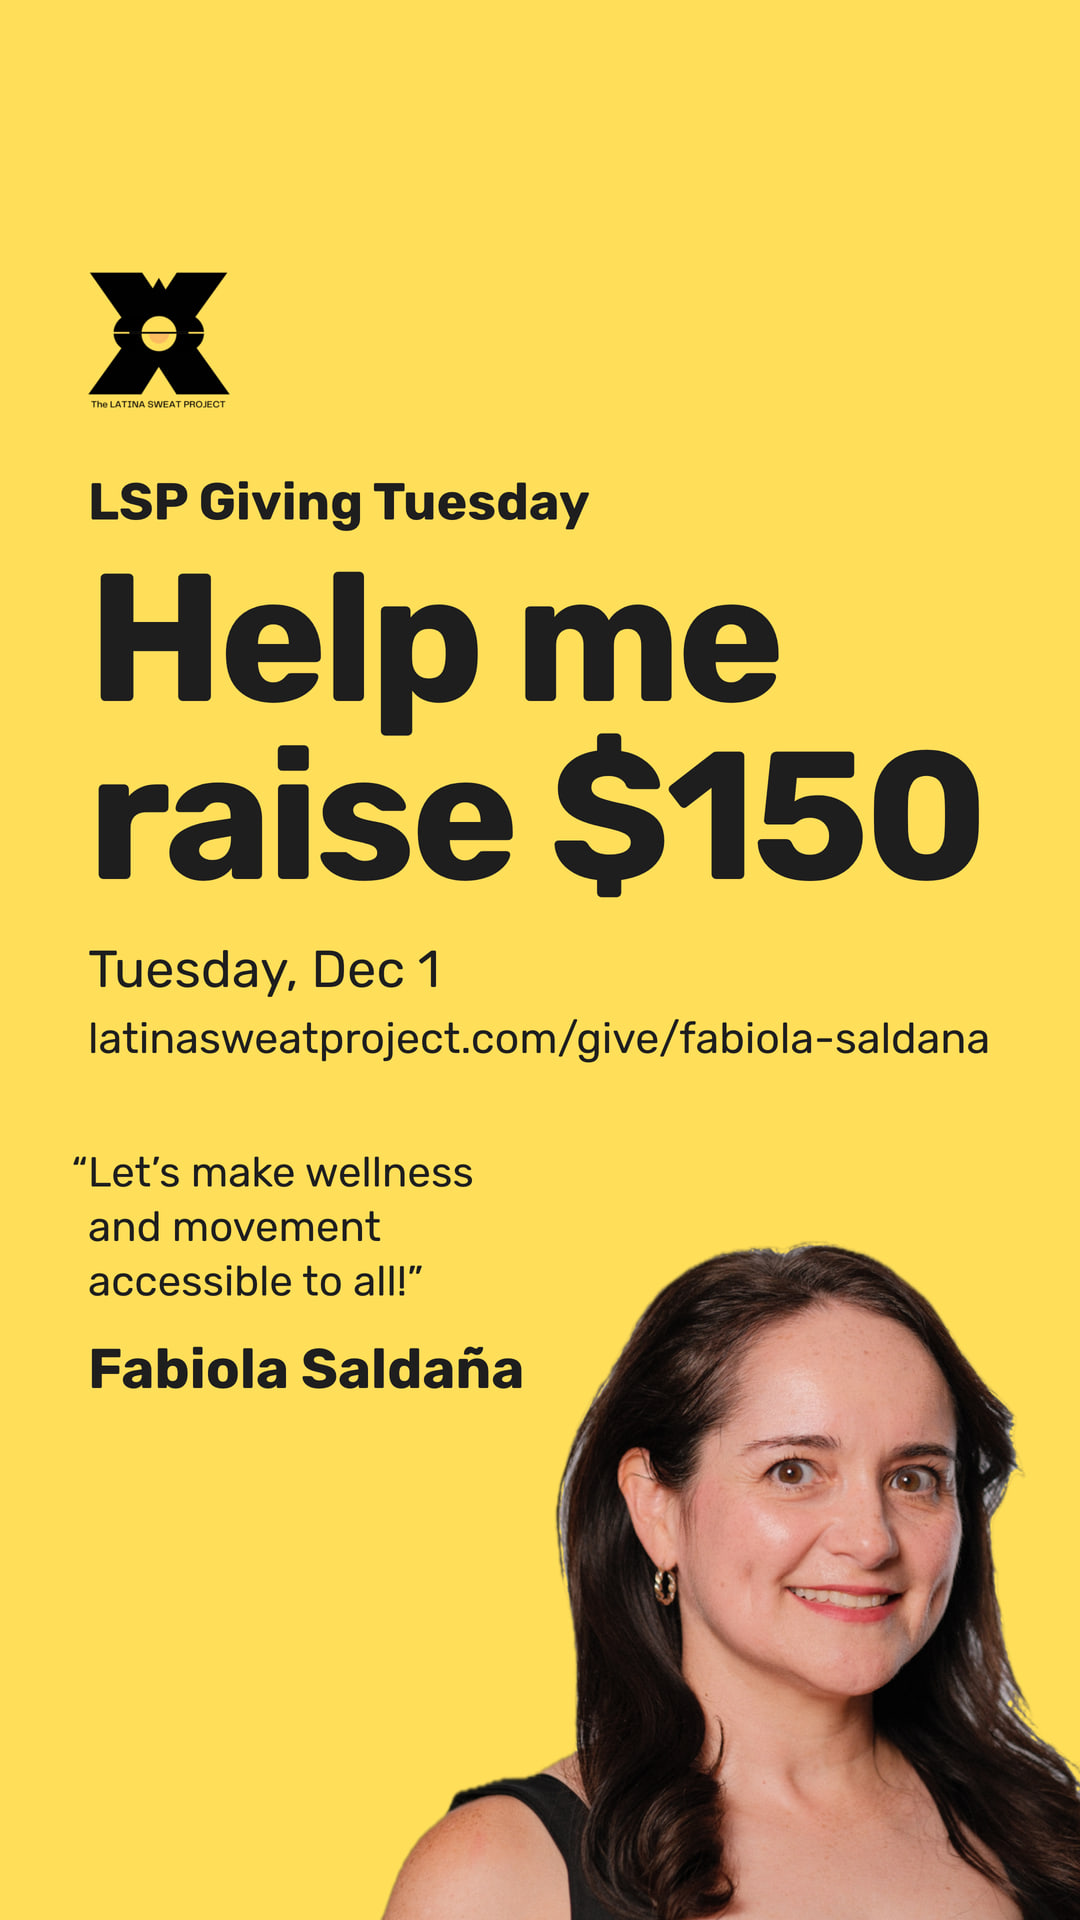 The LATINA SWEAT PROJECT
LSP Giving Tuesday
Help me
raise $150
Tuesday, Dec 1
latinasweatproject.com/give/fabiola-saldana
“Let’s make wellness
and movement
accessible to all!”
Fabiola Saldaña